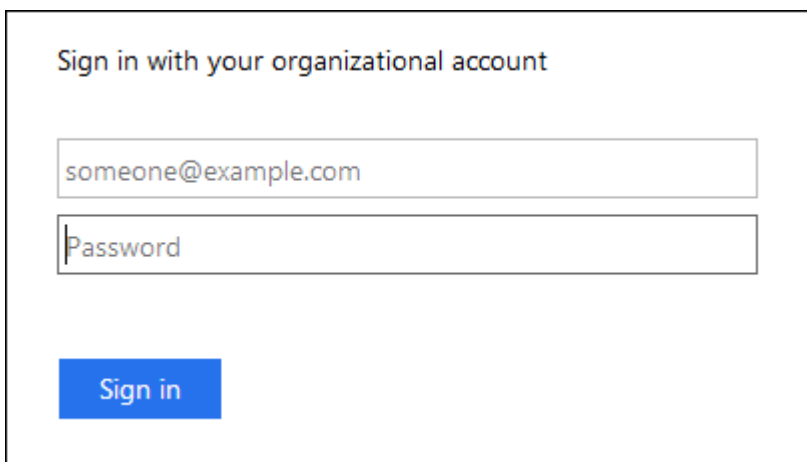 Sign in with your organizational account
someone@example.com
Password
Sign in